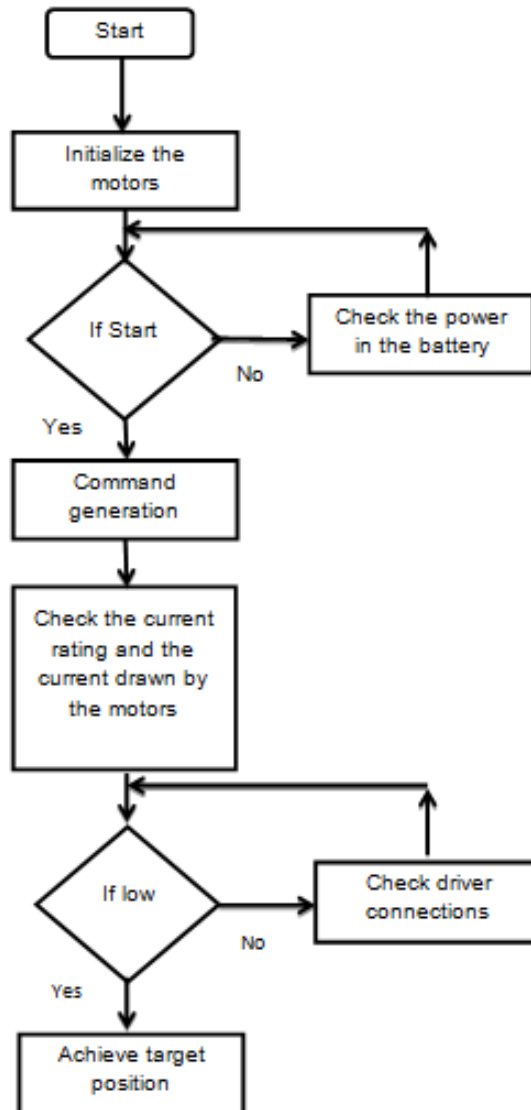 Start
Initialize the
motors
If Start
Check the power
in the battery
No
Yes
Command
generation
Check the current
rating and the
current drawn by
the motors
If low
Check driver
connections
No
Yes
Achieve target
position